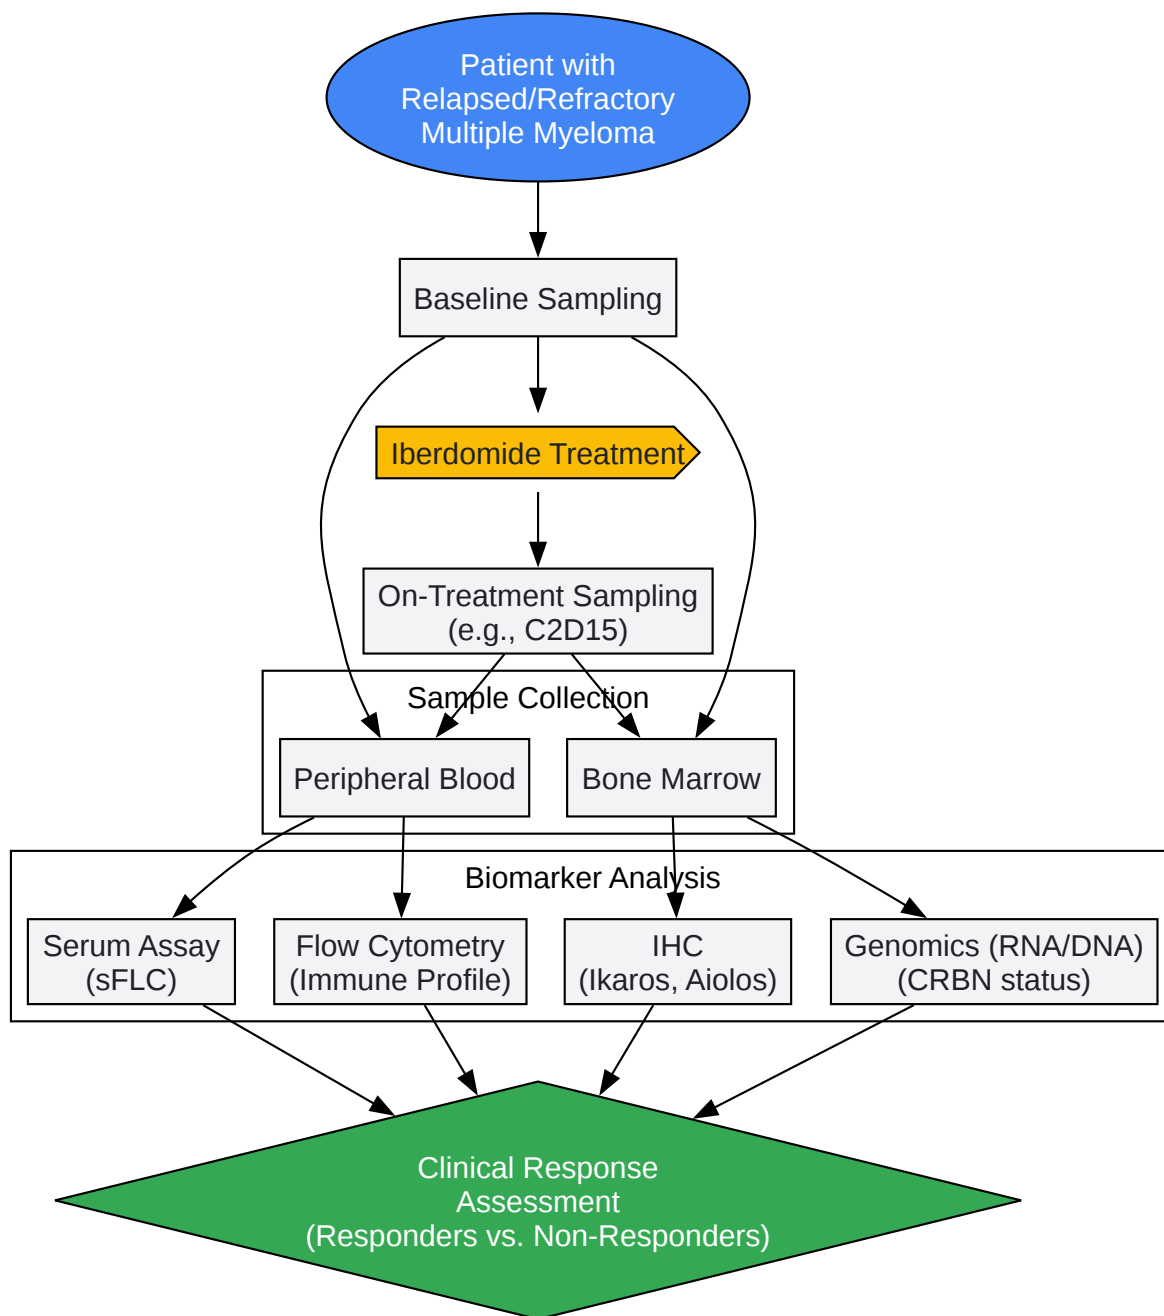 Patient with
Relapsed/Refractory
Multiple Myeloma
Baseline Sampling
Iberdomide Treatment
On-Treatment Sampling
(e.g., C2D15)
Sample Collection
Peripheral Blood
Bone Marrow
Biomarker Analysis
Serum Assay
(sFLC)
Flow Cytometry
(Immune Profile)
IHC
(Ikaros, Aiolos)
Genomics (RNA/DNA)
(CRBN status)
Clinical Response
Assessment
(Responders vs. Non-Responders)